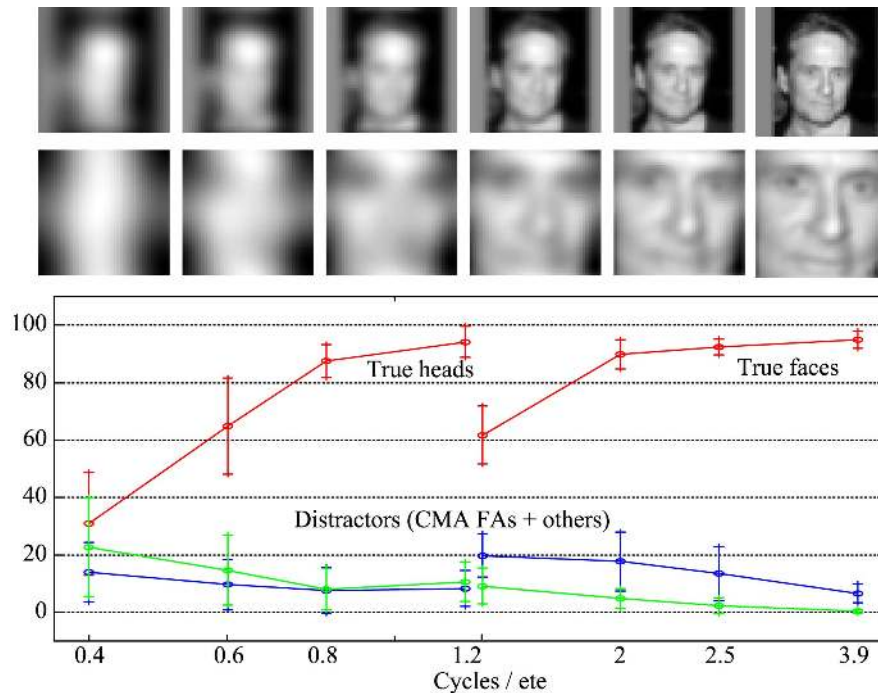 100
80
60
40
20
0
True heads
True faces
Distractors (CMA FAs + others)
0.4 0.6 0.8 1.2 2 2.5 3.9
Cycles / ete